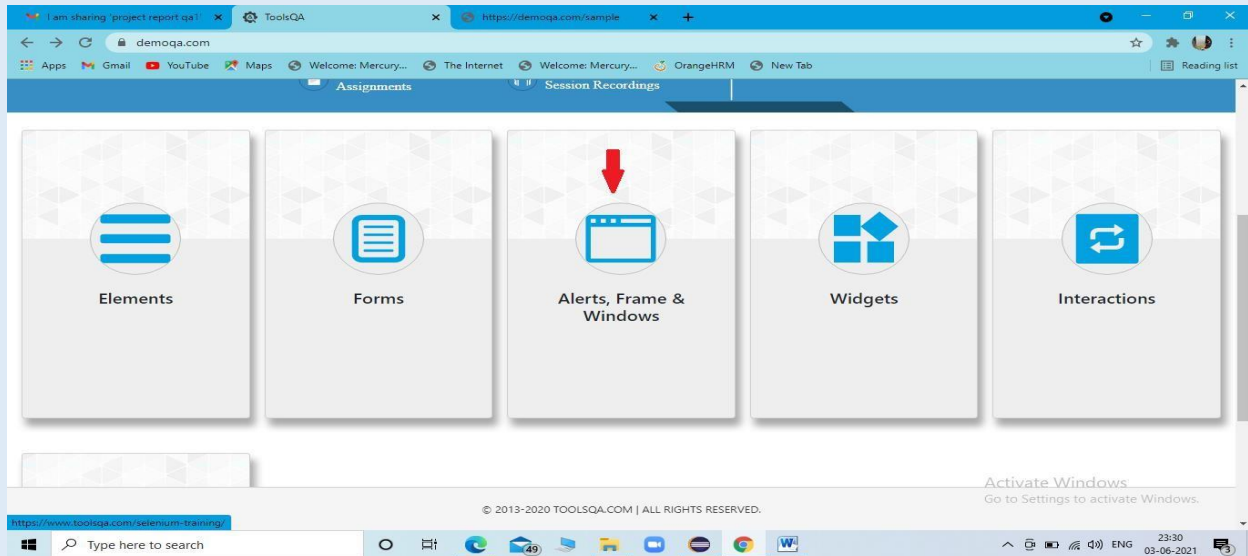 I am sharing 'project report qa1'
ToolsQA
https://demoqa.com/sample
demoqa.com
Apps Gmail YouTube Maps Welcome: Mercury... The Internet Welcome: Mercury... OrangeHRM New Tab Reading list
Assignments
Session Recordings
Elements
Forms
Alerts, Frame &
Windows
Widgets
Interactions
Activate Windows
Go to Settings to activate Windows.
© 2013-2020 TOOLSQA.COM | ALL RIGHTS RESERVED.
https://www.toolsqa.com/selenium-training/
Type here to search
49
W
ENG
23:30
03-06-2021
3